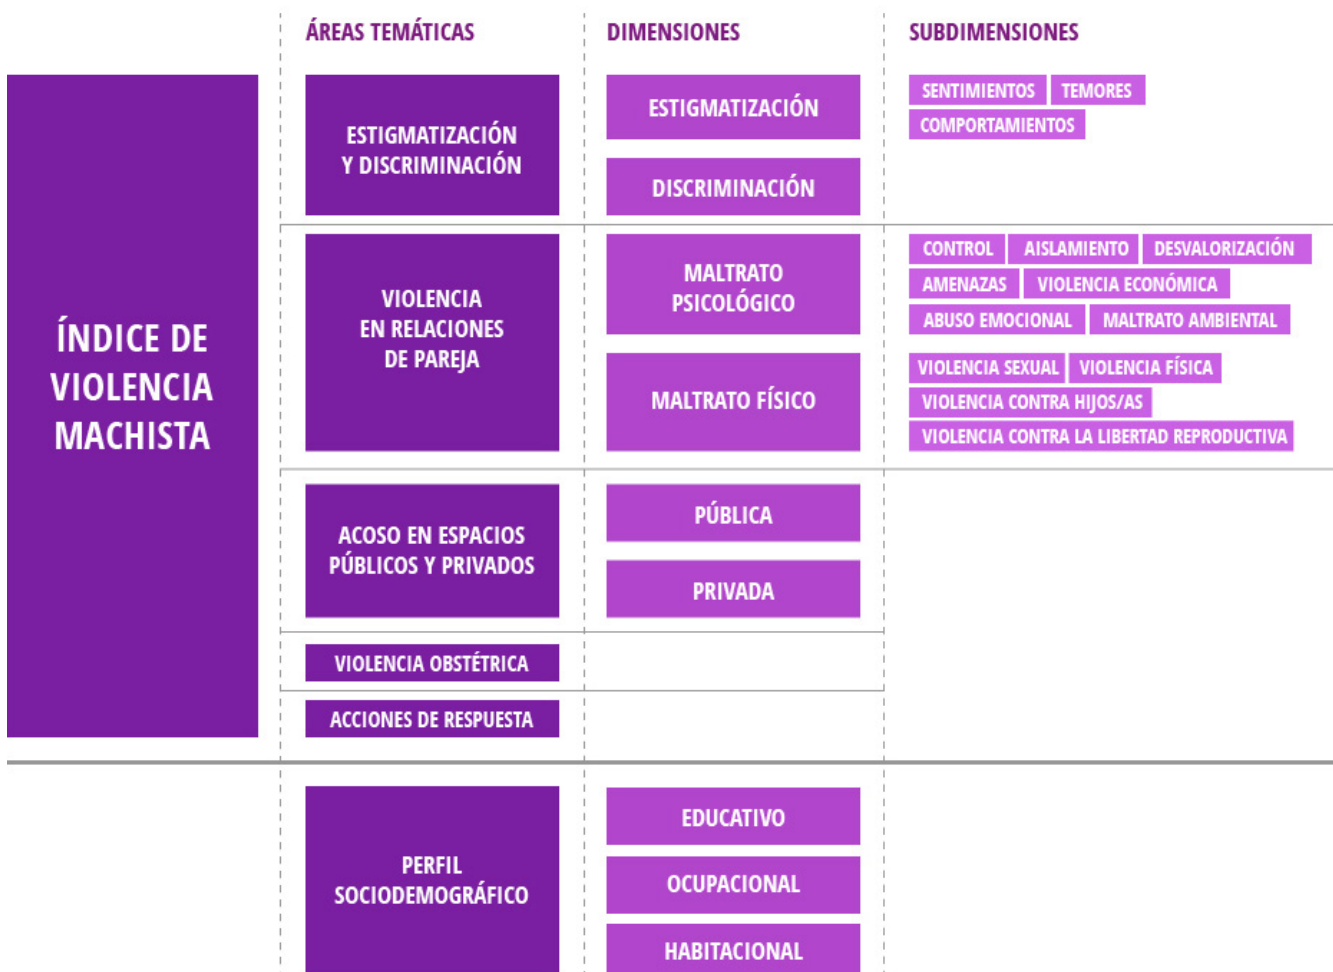 ÁREAS TEMÁTICAS
DIMENSIONES
SUBDIMENSIONES
ÍNDICE DE
VIOLENCIA
MACHISTA
ESTIGMATIZACIÓN
Y DISCRIMINACIÓN
ESTIGMATIZACIÓN
SENTIMIENTOS
TEMORES
COMPORTAMIENTOS
DISCRIMINACIÓN
VIOLENCIA
EN RELACIONES
DE PAREJA
MALTRATO
PSICOLÓGICO
CONTROL
AISLAMIENTO
DESVALORIZACIÓN
AMENAZAS
VIOLENCIA ECONÓMICA
ABUSO EMOCIONAL
MALTRATO AMBIENTAL
MALTRATO FÍSICO
VIOLENCIA SEXUAL
VIOLENCIA FÍSICA
VIOLENCIA CONTRA HIJOS/AS
VIOLENCIA CONTRA LA LIBERTAD REPRODUCTIVA
ACOSO EN ESPACIOS
PÚBLICOS Y PRIVADOS
PÚBLICA
PRIVADA
VIOLENCIA OBSTÉTRICA
ACCIONES DE RESPUESTA
PERFIL
SOCIODEMOGRÁFICO
EDUCATIVO
OCUPACIONAL
HABITACIONAL